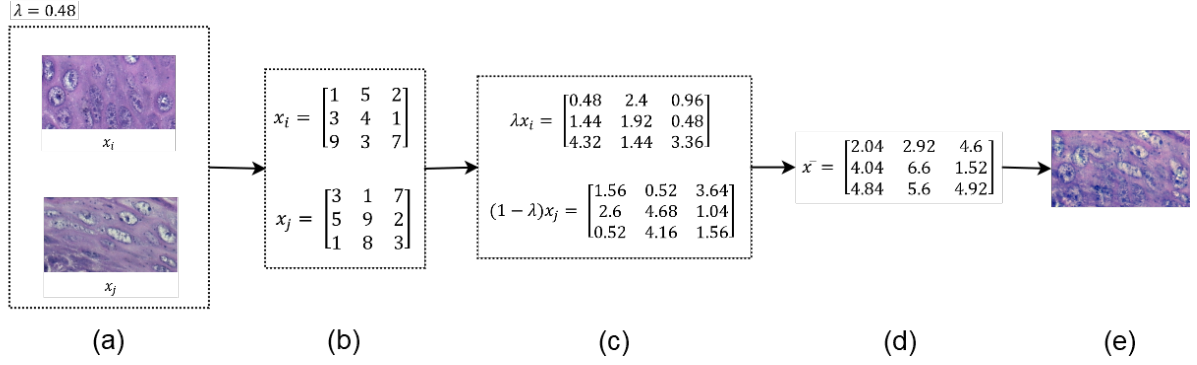 λ = 0.48
x_i
x_j
x_i = [1 5 2
3 4 1
9 3 7]
x_j = [3 1 7
5 9 2
1 8 3]
λx_i = [0.48 2.4 0.96
1.44 1.92 0.48
4.32 1.44 3.36]
(1 − λ)x_j = [1.56 0.52 3.64
2.6 4.68 1.04
0.52 4.16 1.56]
x̄ = [2.04 2.92 4.6
4.04 6.6 1.52
4.84 5.6 4.92]
(a) (b) (c) (d) (e)